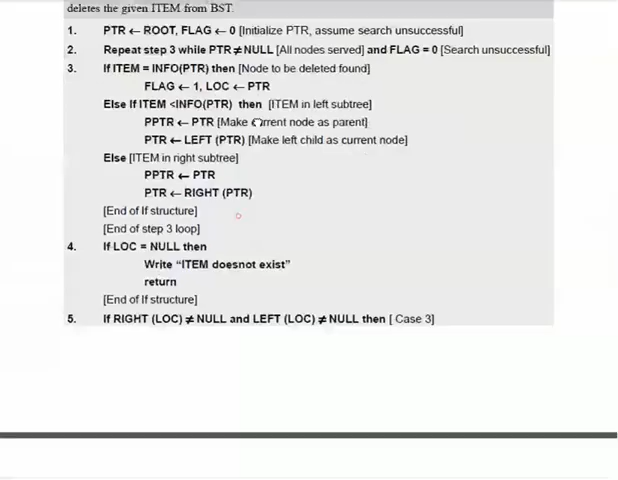 deletes the given ITEM from BST.
1. PTR ← ROOT, FLAG ← 0 [Initialize PTR, assume search unsuccessful]
2. Repeat step 3 while PTR ≠ NULL [All nodes served] and FLAG = 0 [Search unsuccessful]
3. If ITEM = INFO(PTR) then [Node to be deleted found]
FLAG ← 1, LOC ← PTR
Else If ITEM <INFO(PTR) then [ITEM in left subtree]
PPTR ← PTR [Make current node as parent]
PTR ← LEFT (PTR) [Make left child as current node]
Else [ITEM in right subtree]
PPTR ← PTR
PTR ← RIGHT (PTR)
[End of If structure]
[End of step 3 loop]
4. If LOC = NULL then
Write “ITEM doesnot exist”
return
[End of If structure]
5. If RIGHT (LOC) ≠ NULL and LEFT (LOC) ≠ NULL then [ Case 3]